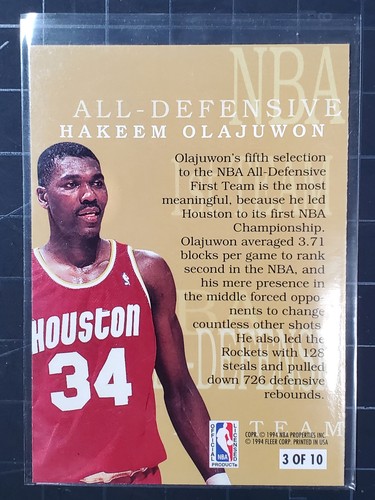 NBA
ALL-DEFENSIVE
HAKEEM OLAJUWON
Olajuwon's fifth selection
to the NBA All-Defensive
First Team is the most
meaningful, because he led
Houston to its first NBA
Championship.
Olajuwon averaged 3.71
blocks per game to rank
second in the NBA, and
his mere presence in
the middle forced oppo-
nents to change
countless other shots.
He also led the
Rockets with 128
steals and pulled
down 726 defensive
rebounds.
HOUSTON
34
TEAM
OFFICIAL
LICENSED
NBA
PRODUCT
COPR. © 1994 NBA PROPERTIES INC.
© 1994 FLEER CORP. PRINTED IN USA
3 OF 10